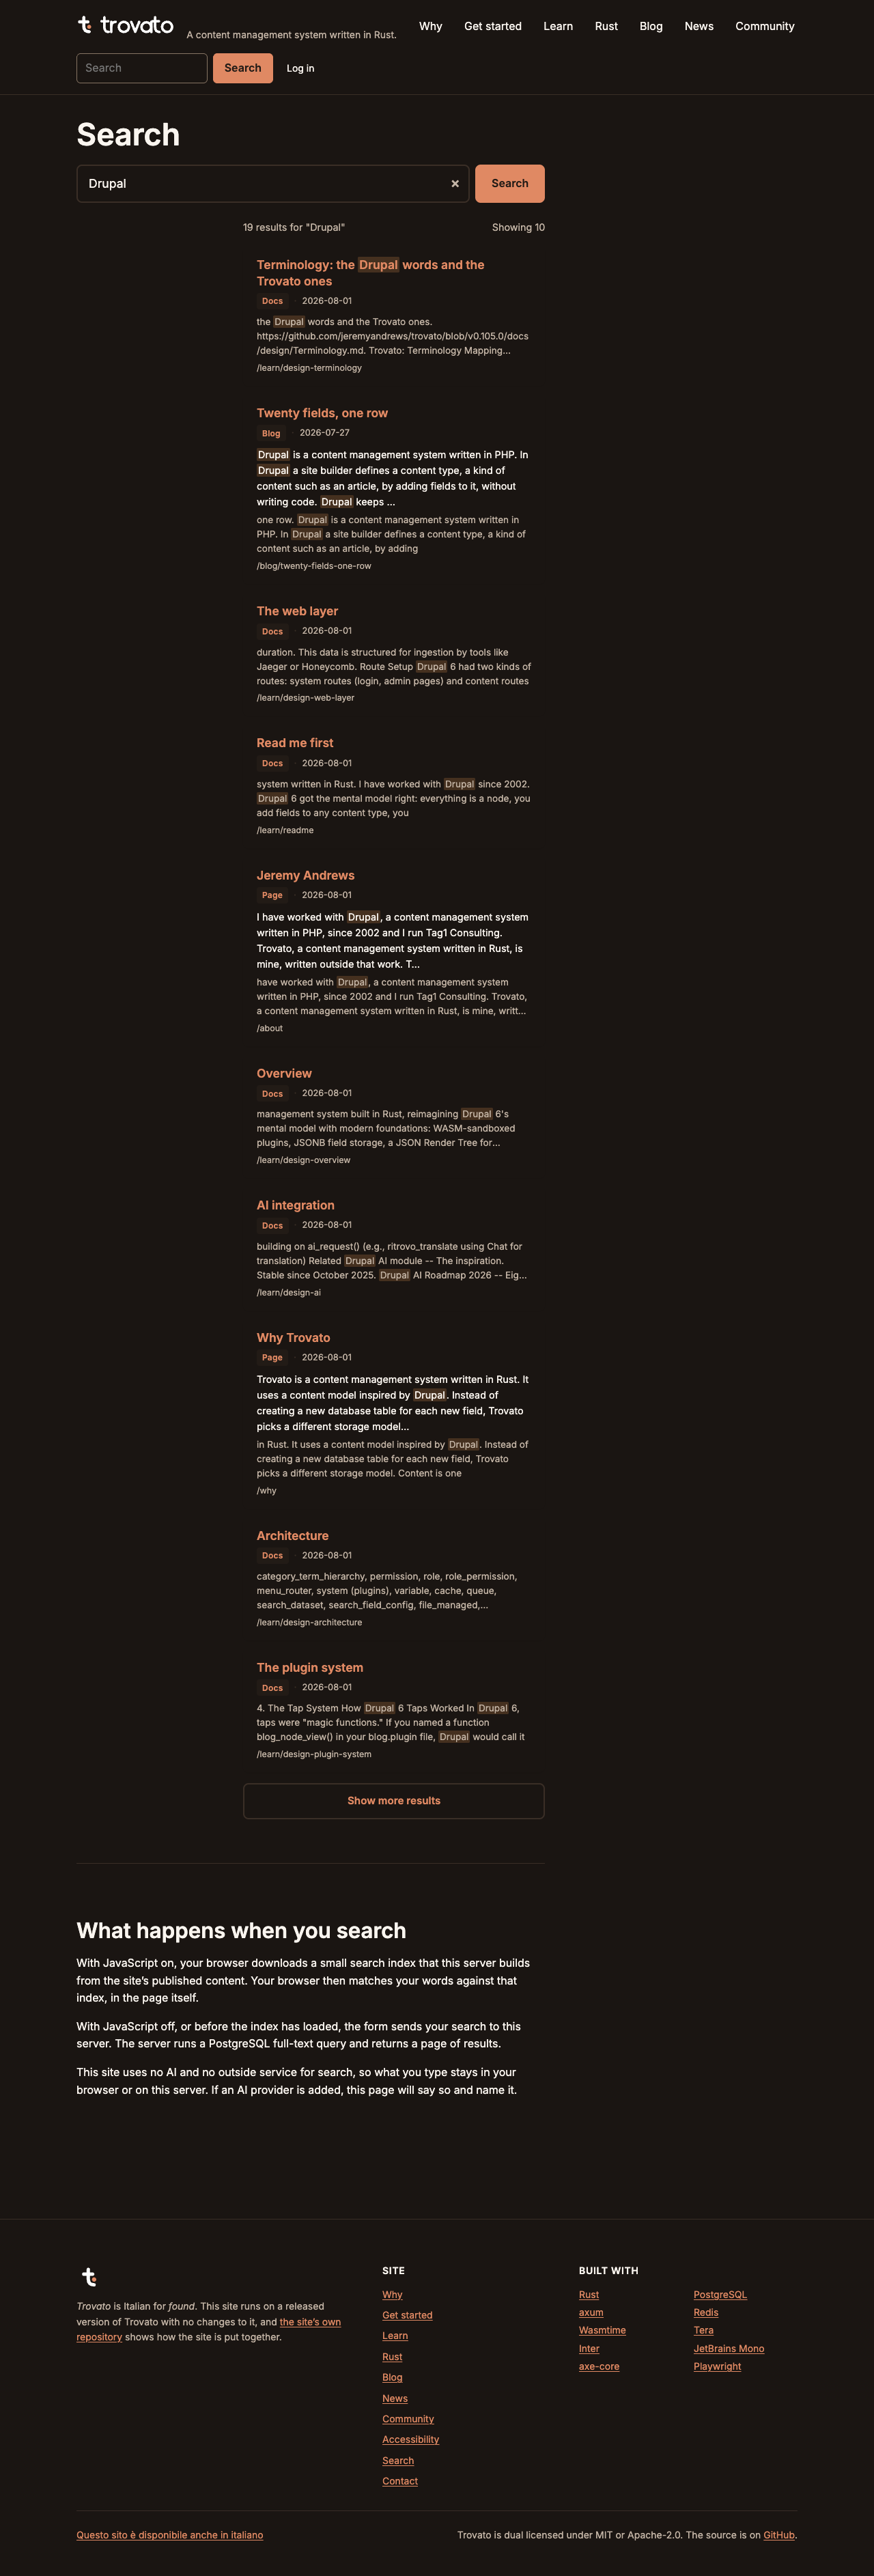 trovato
A content management system written in Rust.
Why
Get started
Learn
Rust
Blog
News
Community
Search
Search
Log in
Search
Drupal
×
Search
19 results for "Drupal"
Showing 10
Terminology: the Drupal words and the
Trovato ones
Docs · 2026-08-01
the Drupal words and the Trovato ones.
https://github.com/jeremyandrews/trovato/blob/v0.105.0/docs
/design/Terminology.md. Trovato: Terminology Mapping...
/learn/design-terminology
Twenty fields, one row
Blog · 2026-07-27
Drupal is a content management system written in PHP. In
Drupal a site builder defines a content type, a kind of
content such as an article, by adding fields to it, without
writing code. Drupal keeps ...
one row. Drupal is a content management system written in
PHP. In Drupal a site builder defines a content type, a kind of
content such as an article, by adding
/blog/twenty-fields-one-row
The web layer
Docs · 2026-08-01
duration. This data is structured for ingestion by tools like
Jaeger or Honeycomb. Route Setup Drupal 6 had two kinds of
routes: system routes (login, admin pages) and content routes
/learn/design-web-layer
Read me first
Docs · 2026-08-01
system written in Rust. I have worked with Drupal since 2002.
Drupal 6 got the mental model right: everything is a node, you
add fields to any content type, you
/learn/readme
Jeremy Andrews
Page · 2026-08-01
I have worked with Drupal, a content management system
written in PHP, since 2002 and I run Tag1 Consulting.
Trovato, a content management system written in Rust, is
mine, written outside that work. T...
have worked with Drupal, a content management system
written in PHP, since 2002 and I run Tag1 Consulting. Trovato,
a content management system written in Rust, is mine, writt...
/about
Overview
Docs · 2026-08-01
management system built in Rust, reimagining Drupal 6's
mental model with modern foundations: WASM-sandboxed
plugins, JSONB field storage, a JSON Render Tree for...
/learn/design-overview
AI integration
Docs · 2026-08-01
building on ai_request() (e.g., ritrovo_translate using Chat for
translation) Related Drupal AI module -- The inspiration.
Stable since October 2025. Drupal AI Roadmap 2026 -- Eig...
/learn/design-ai
Why Trovato
Page · 2026-08-01
Trovato is a content management system written in Rust. It
uses a content model inspired by Drupal. Instead of
creating a new database table for each new field, Trovato
picks a different storage model...
in Rust. It uses a content model inspired by Drupal. Instead of
creating a new database table for each new field, Trovato
picks a different storage model. Content is one
/why
Architecture
Docs · 2026-08-01
category_term_hierarchy, permission, role, role_permission,
menu_router, system (plugins), variable, cache, queue,
search_dataset, search_field_config, file_managed,...
/learn/design-architecture
The plugin system
Docs · 2026-08-01
4. The Tap System How Drupal 6 Taps Worked In Drupal 6,
taps were "magic functions." If you named a function
blog_node_view() in your blog.plugin file, Drupal would call it
/learn/design-plugin-system
Show more results
What happens when you search
With JavaScript on, your browser downloads a small search index that this server builds
from the site’s published content. Your browser then matches your words against that
index, in the page itself.
With JavaScript off, or before the index has loaded, the form sends your search to this
server. The server runs a PostgreSQL full-text query and returns a page of results.
This site uses no AI and no outside service for search, so what you type stays in your
browser or on this server. If an AI provider is added, this page will say so and name it.
Trovato is Italian for found. This site runs on a released
version of Trovato with no changes to it, and the site’s own
repository shows how the site is put together.
SITE
Why
Get started
Learn
Rust
Blog
News
Community
Accessibility
Search
Contact
BUILT WITH
Rust
axum
Wasmtime
Inter
axe-core
PostgreSQL
Redis
Tera
JetBrains Mono
Playwright
Questo sito è disponibile anche in italiano
Trovato is dual licensed under MIT or Apache-2.0. The source is on GitHub.